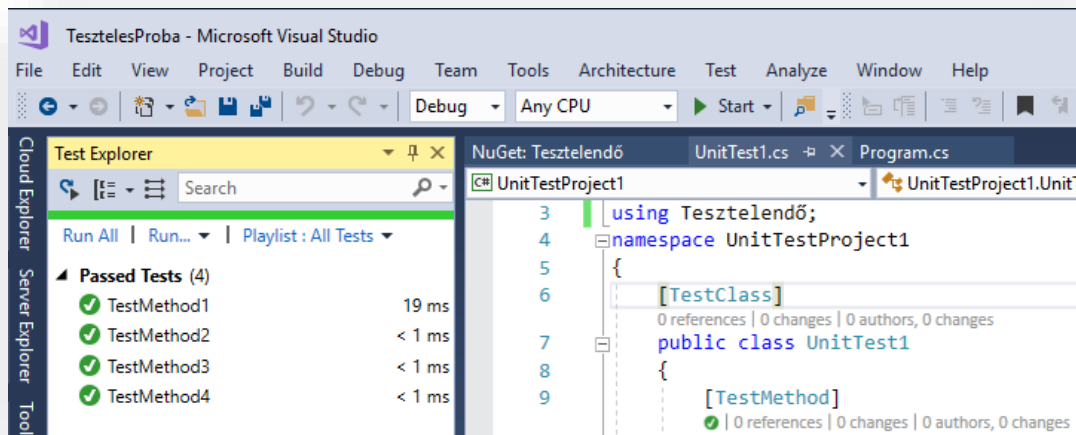 TesztelesProba - Microsoft Visual Studio
File Edit View Project Build Debug Team Tools Architecture Test Analyze Window Help
Debug Any CPU Start
Cloud Explorer
Server Explorer
Test Explorer
Search
Run All | Run... | Playlist : All Tests
Passed Tests (4)
TestMethod1 19 ms
TestMethod2 < 1 ms
TestMethod3 < 1 ms
TestMethod4 < 1 ms
NuGet: Tesztelendő UnitTest1.cs Program.cs
C# UnitTestProject1 UnitTestProject1.Unit
3 using Tesztelendő;
4 namespace UnitTestProject1
5 {
6 [TestClass]
0 references | 0 changes | 0 authors, 0 changes
7 public class UnitTest1
8 {
9 [TestMethod]
| 0 references | 0 changes | 0 authors, 0 changes